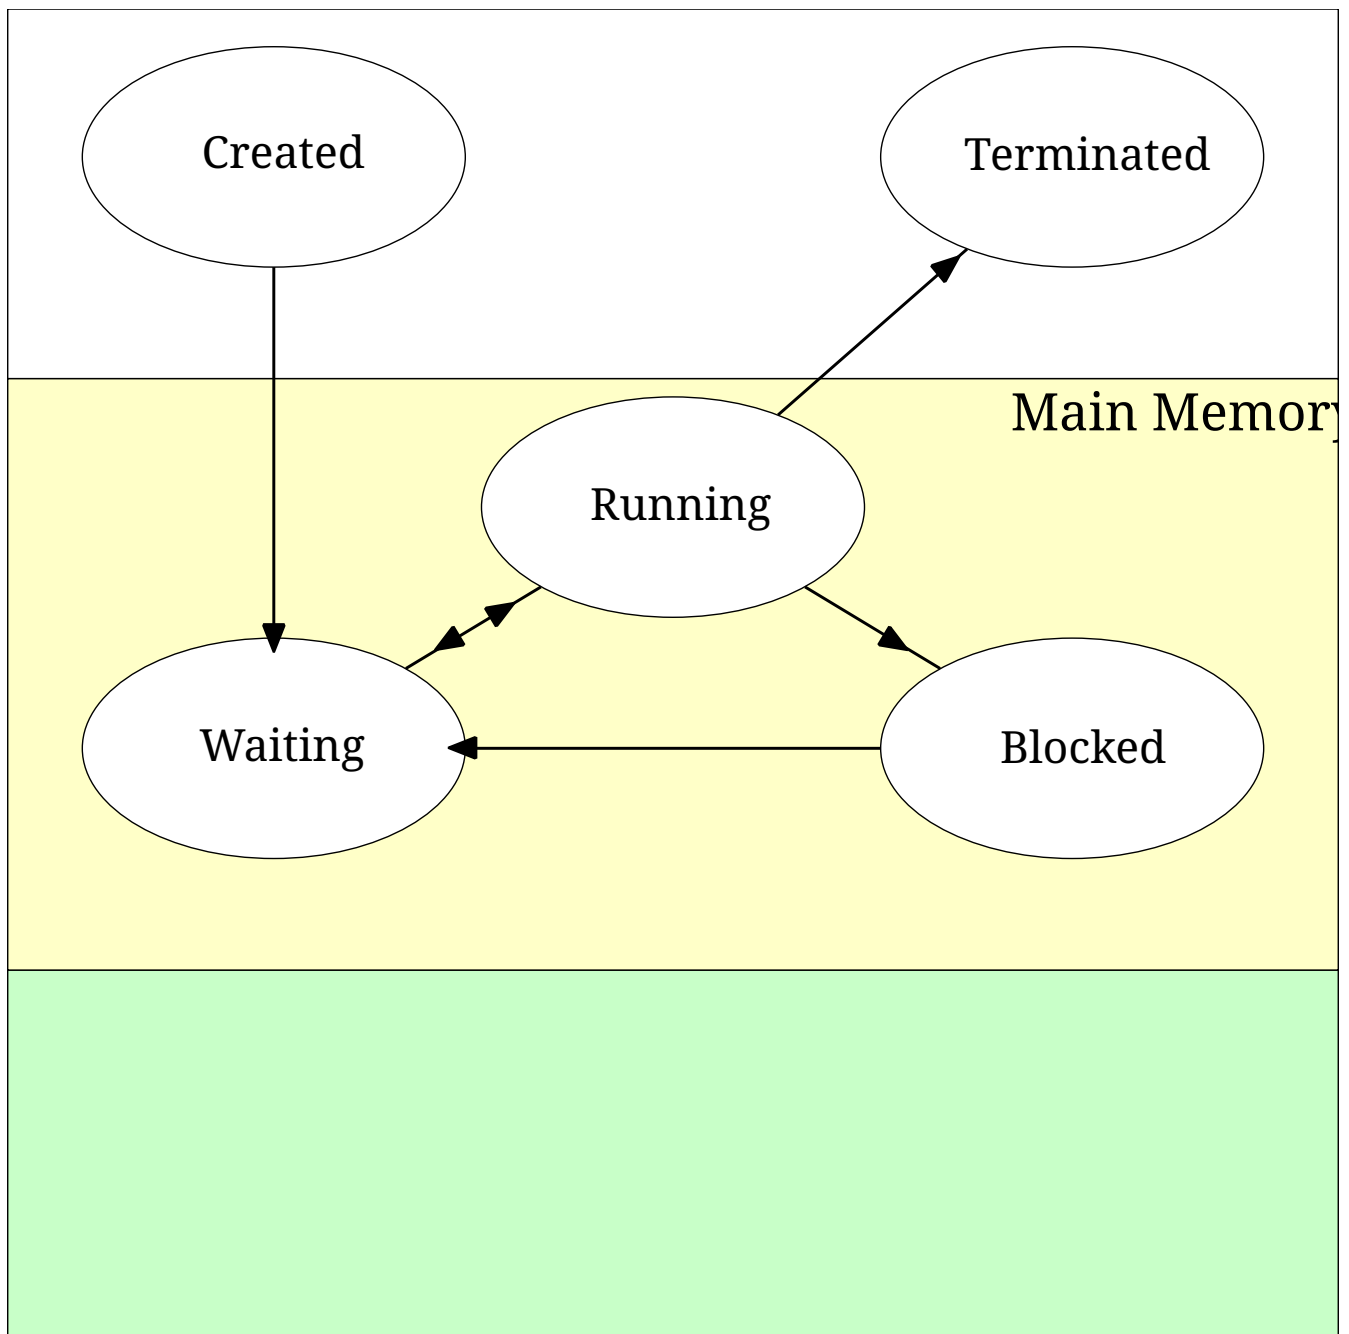 Created
Terminated
Main Memory
Running
Waiting
Blocked